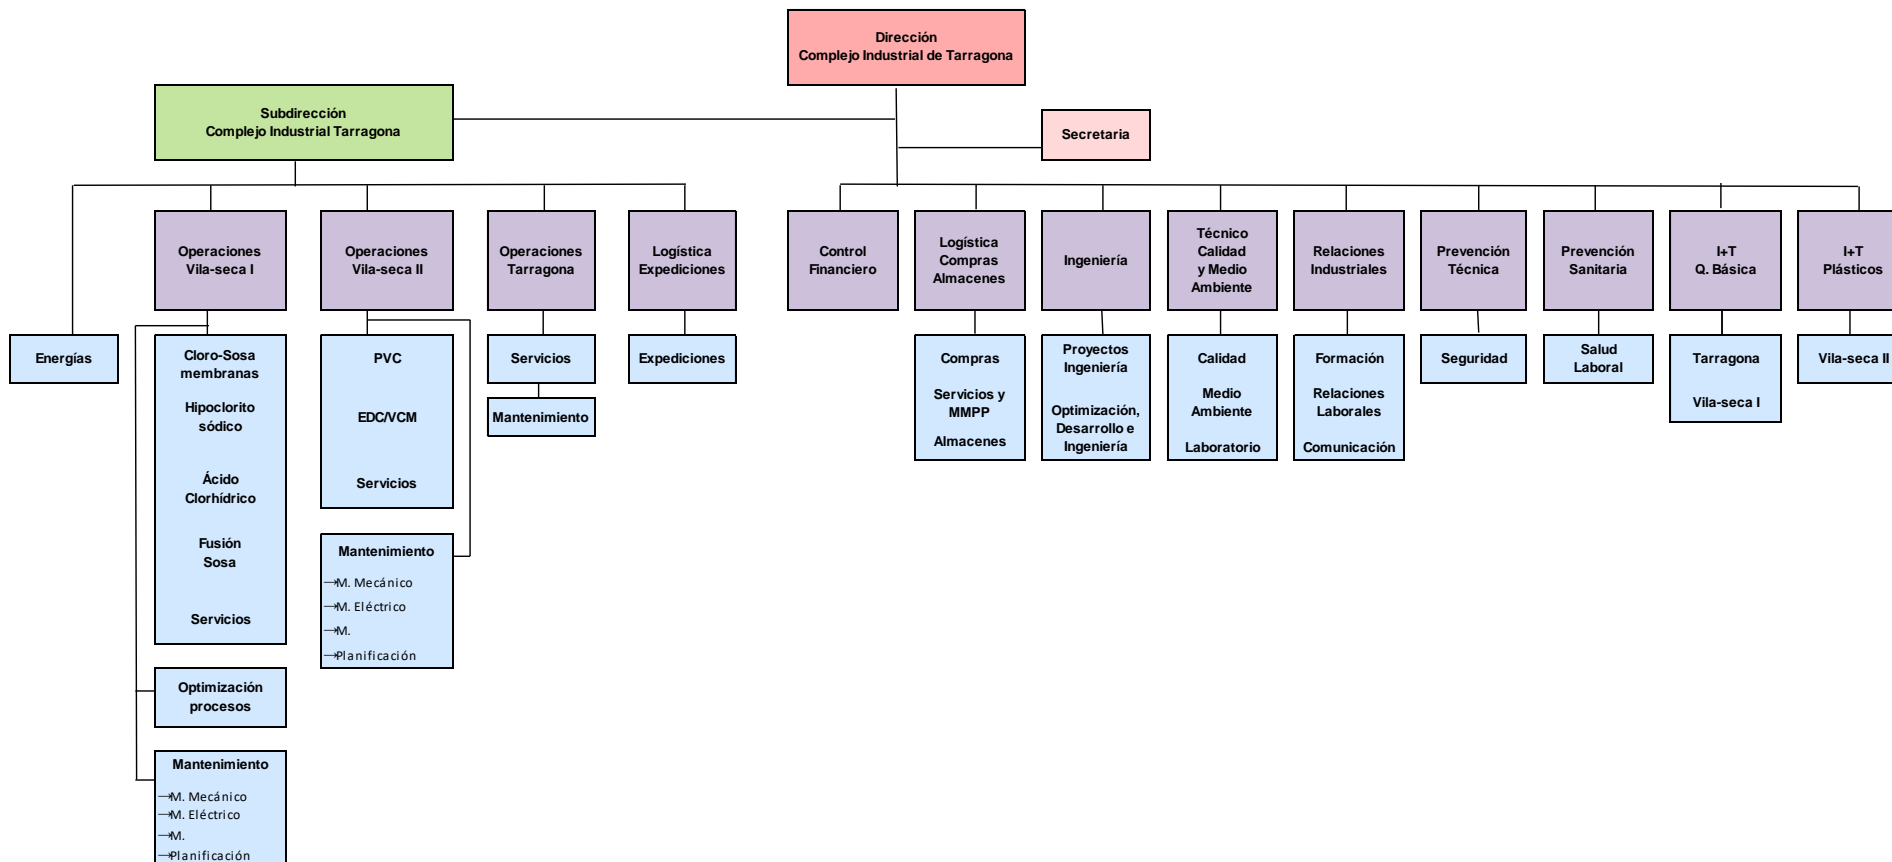 Dirección
Complejo Industrial de Tarragona
Subdirección
Complejo Industrial Tarragona
Secretaria
Operaciones
Vila-seca I
Operaciones
Vila-seca II
Operaciones
Tarragona
Logística
Expediciones
Control
Financiero
Logística
Compras
Almacenes
Ingeniería
Técnico
Calidad
y Medio
Ambiente
Relaciones
Industriales
Prevención
Técnica
Prevención
Sanitaria
I+T
Q. Básica
I+T
Plásticos
Energías
Cloro-Sosa
membranas
Hipoclorito
sódico
Ácido
Clorhídrico
Fusión
Sosa
Servicios
Optimización
procesos
Mantenimiento
→M. Mecánico
→M. Eléctrico
→M.
→Planificación
PVC
EDC/VCM
Servicios
Mantenimiento
→M. Mecánico
→M. Eléctrico
→M.
→Planificación
Servicios
Mantenimiento
Expediciones
Compras
Servicios y
MMPP
Almacenes
Proyectos
Ingeniería
Optimización,
Desarrollo e
Ingeniería
Calidad
Medio
Ambiente
Laboratorio
Formación
Relaciones
Laborales
Comunicación
Seguridad
Salud
Laboral
Tarragona
Vila-seca I
Vila-seca II